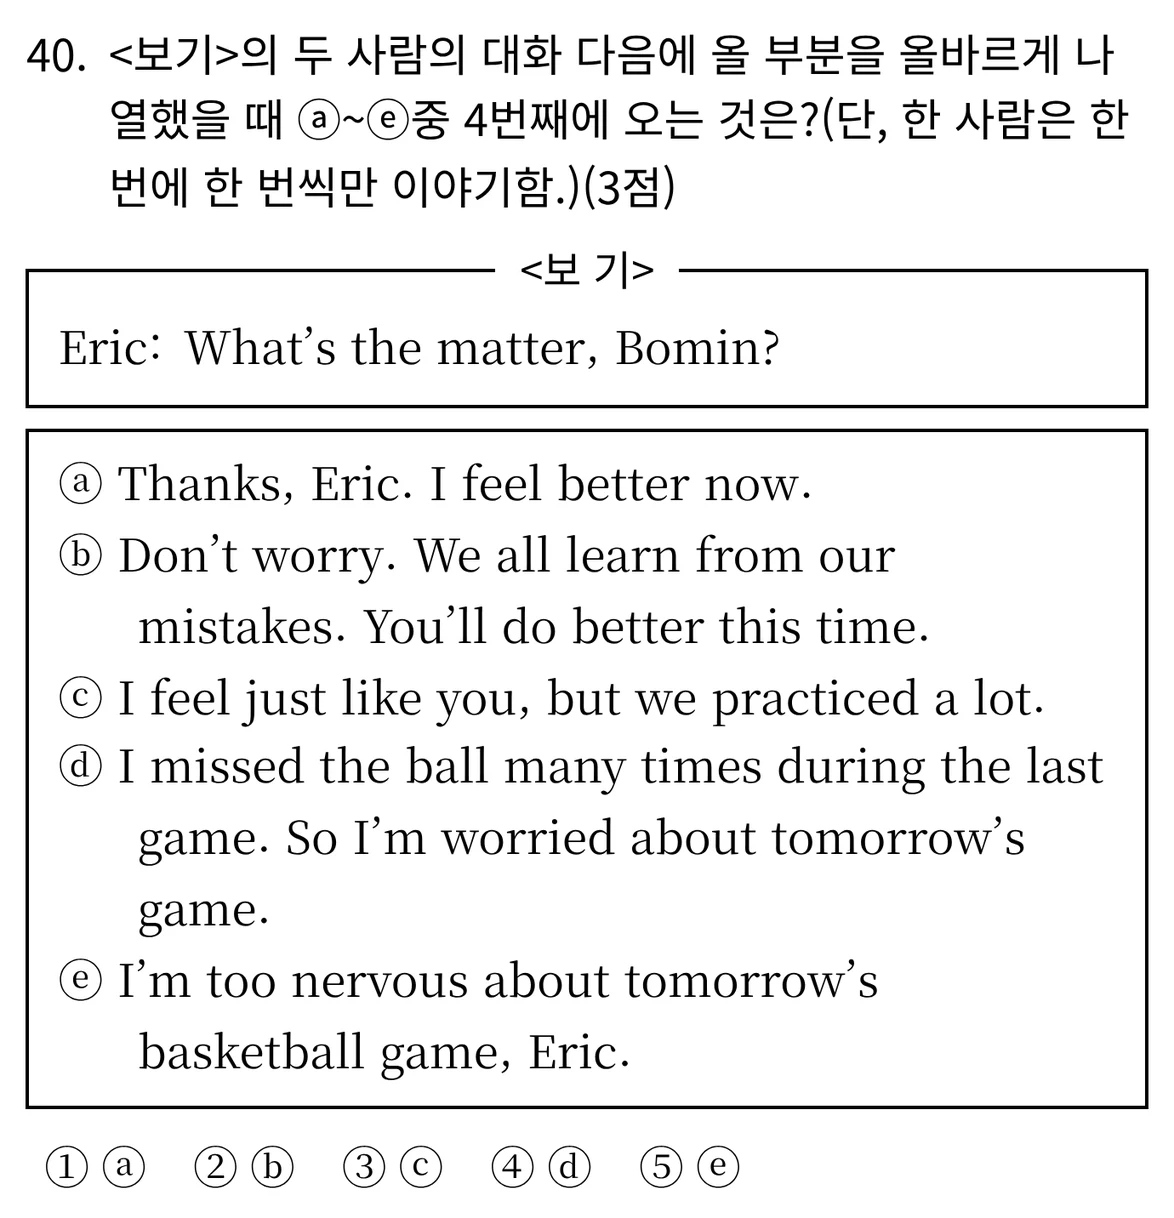 40. <보기>의 두 사람의 대화 다음에 올 부분을 올바르게 나
열했을 때 ⓐ~ⓔ중 4번째에 오는 것은?(단, 한 사람은 한
번에 한 번씩만 이야기함.)(3점)
<보 기>
Eric: What's the matter, Bomin?
ⓐ Thanks, Eric. I feel better now.
ⓑ Don't worry. We all learn from our
mistakes. You'll do better this time.
ⓒ I feel just like you, but we practiced a lot.
ⓓ I missed the ball many times during the last
game. So I'm worried about tomorrow's
game.
ⓔ I'm too nervous about tomorrow's
basketball game, Eric.
① ⓐ ② ⓑ ③ ⓒ ④ ⓓ ⑤ ⓔ